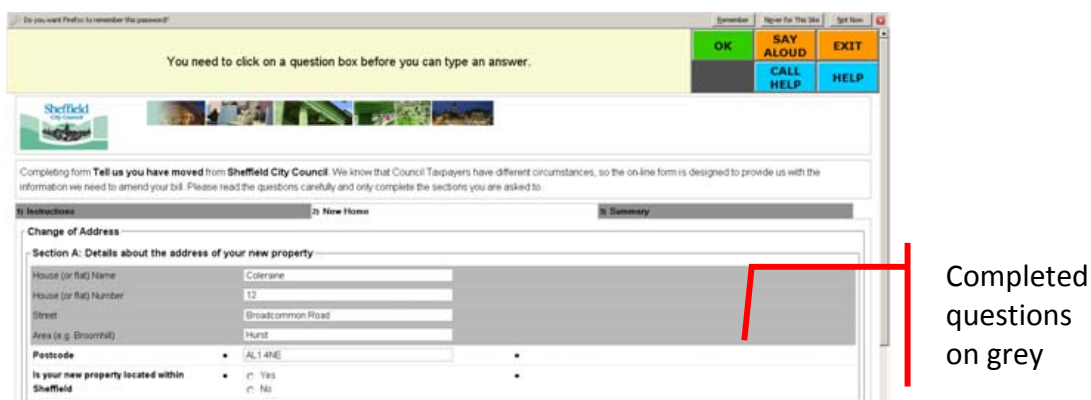 Do you want Firefox to remember this password?
Remember
Never for This Site
Not Now
You need to click on a question box before you can type an answer.
OK
SAY
ALOUD
EXIT
CALL
HELP
HELP
Sheffield
City Council
Completing form Tell us you have moved from Sheffield City Council. We know that Council Taxpayers have different circumstances, so the on-line form is designed to provide us with the
information we need to amend your bill. Please read the questions carefully and only complete the sections you are asked to.
1) Instructions
2) New Home
3) Summary
Change of Address
Section A: Details about the address of your new property
House (or flat) Name
Coleraine
House (or flat) Number
12
Street
Broadcommon Road
Area (e.g. Broomhill)
Hurst
Postcode
AL1 4NE
Is your new property located within
Sheffield
Yes
No
Completed
questions
on grey